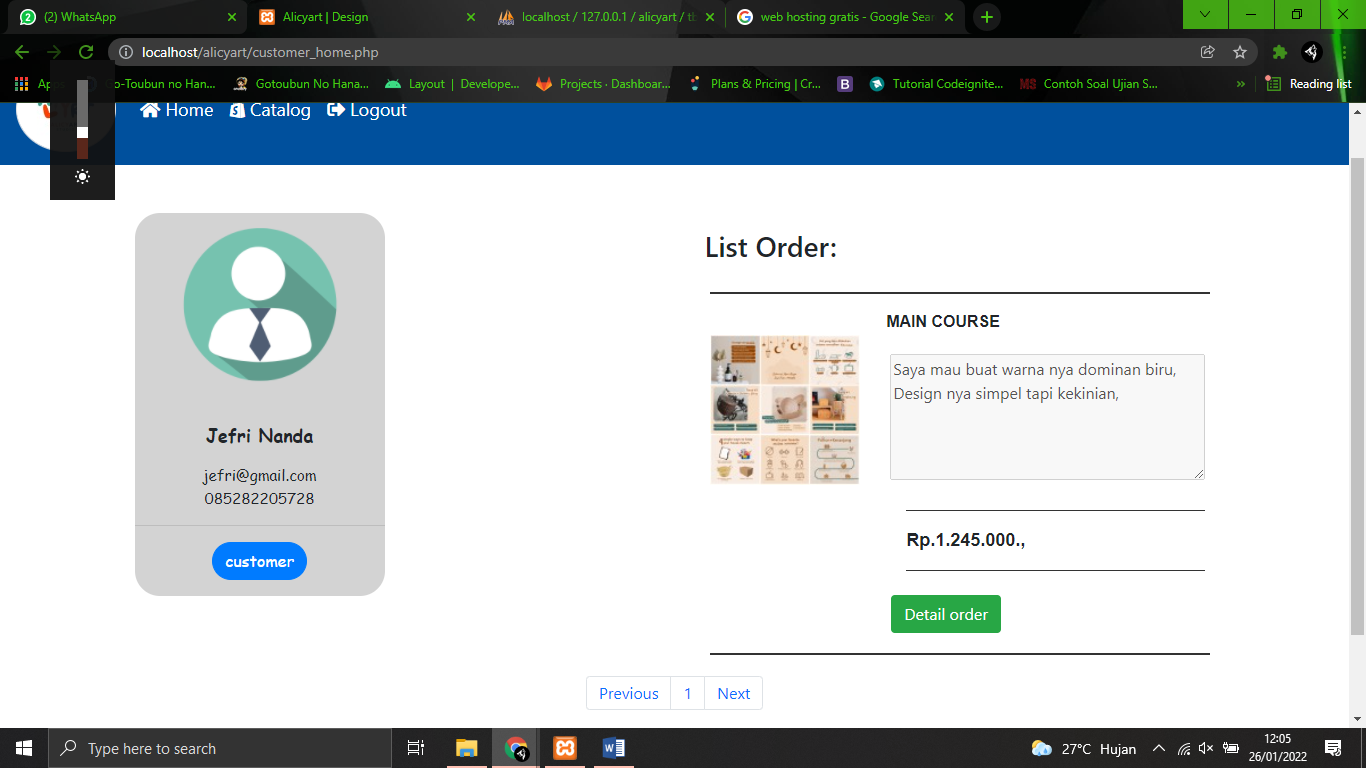 (2) WhatsApp
Alicyart | Design
localhost / 127.0.0.1 / alicyart / tb
web hosting gratis - Google Sear
localhost/alicyart/customer_home.php
Go-Toubun no Han...
Gotoubun No Hana...
Layout | Develope...
Projects · Dashboar...
Plans & Pricing | Cr...
B
Tutorial Codeignite...
MS Contoh Soal Ujian S...
»
Reading list
Home
Catalog
Logout
List Order:
MAIN COURSE
Saya mau buat warna nya dominan biru,
Design nya simpel tapi kekinian,
Jefri Nanda
jefri@gmail.com
085282205728
customer
Rp.1.245.000.,
Detail order
Previous
1
Next
Type here to search
27°C Hujan
12:05
26/01/2022